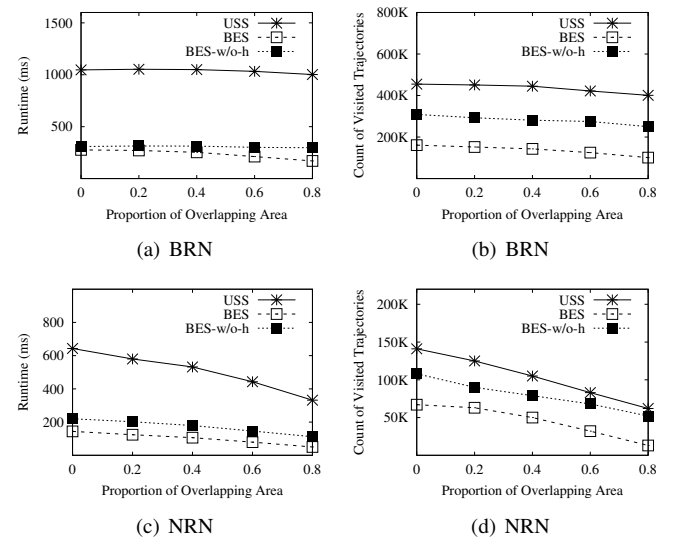 1500
1000
500
Runtime (ms)
USS
BES
BES-w/o-h
0 0.2 0.4 0.6 0.8
Proportion of Overlapping Area
(a) BRN
800K
600K
400K
200K
Count of Visited Trajectories
USS
BES
BES-w/o-h
0 0.2 0.4 0.6 0.8
Proportion of Overlapping Area
(b) BRN
800
600
400
200
Runtime (ms)
USS
BES
BES-w/o-h
0 0.2 0.4 0.6 0.8
Proportion of Overlapping Area
(c) NRN
200K
150K
100K
50K
Count of Visited Trajectories
USS
BES
BES-w/o-h
0 0.2 0.4 0.6 0.8
Proportion of Overlapping Area
(d) NRN